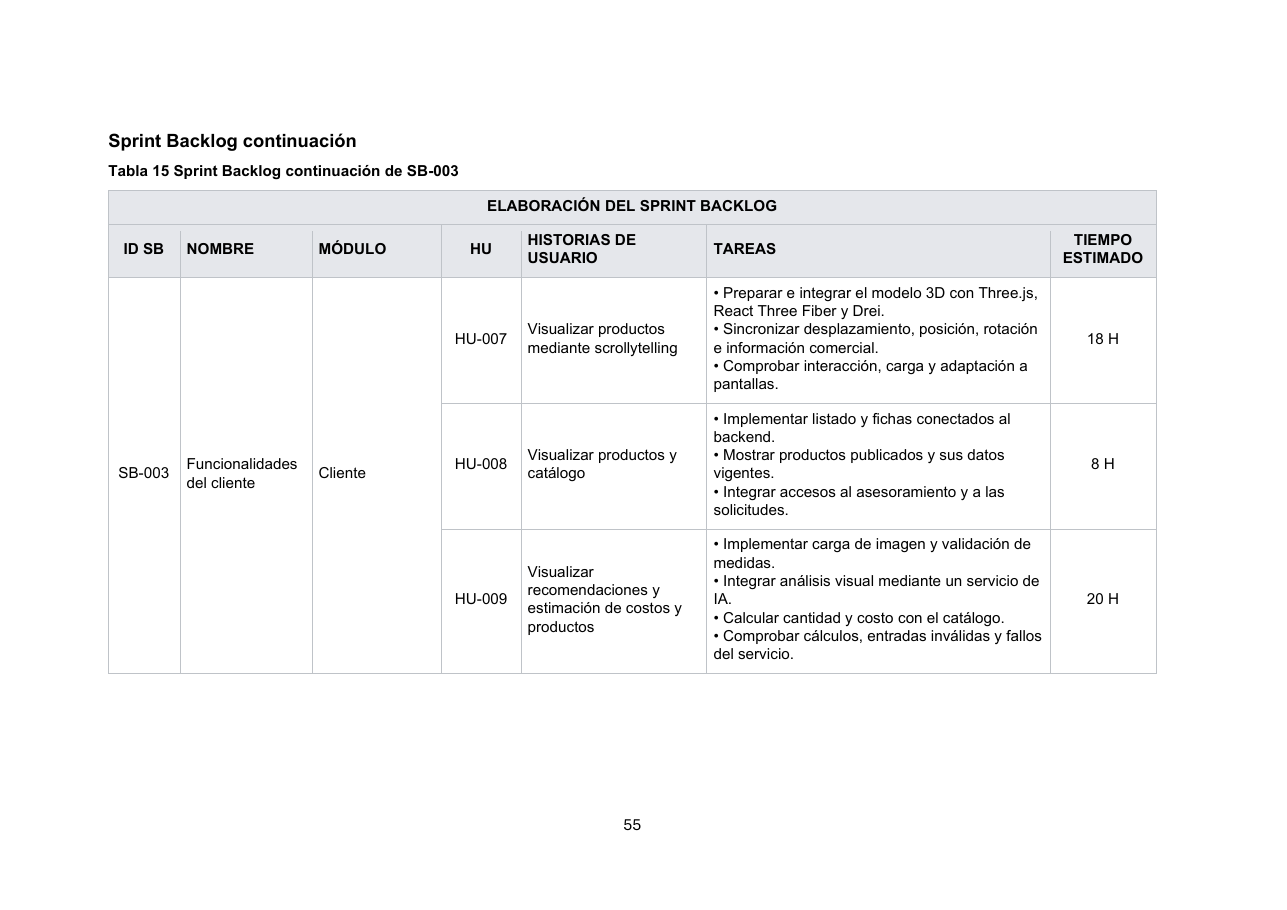 Sprint Backlog continuación
Tabla 15 Sprint Backlog continuación de SB-003
ELABORACIÓN DEL SPRINT BACKLOG
ID SB NOMBRE MÓDULO HU HISTORIAS DE USUARIO TAREAS TIEMPO ESTIMADO
SB-003
Funcionalidades
del cliente
Cliente
HU-007
Visualizar productos
mediante scrollytelling
• Preparar e integrar el modelo 3D con Three.js,
React Three Fiber y Drei.
• Sincronizar desplazamiento, posición, rotación
e información comercial.
• Comprobar interacción, carga y adaptación a
pantallas.
18 H
HU-008
Visualizar productos y
catálogo
• Implementar listado y fichas conectados al
backend.
• Mostrar productos publicados y sus datos
vigentes.
• Integrar accesos al asesoramiento y a las
solicitudes.
8 H
HU-009
Visualizar
recomendaciones y
estimación de costos y
productos
• Implementar carga de imagen y validación de
medidas.
• Integrar análisis visual mediante un servicio de
IA.
• Calcular cantidad y costo con el catálogo.
• Comprobar cálculos, entradas inválidas y fallos
del servicio.
20 H
55